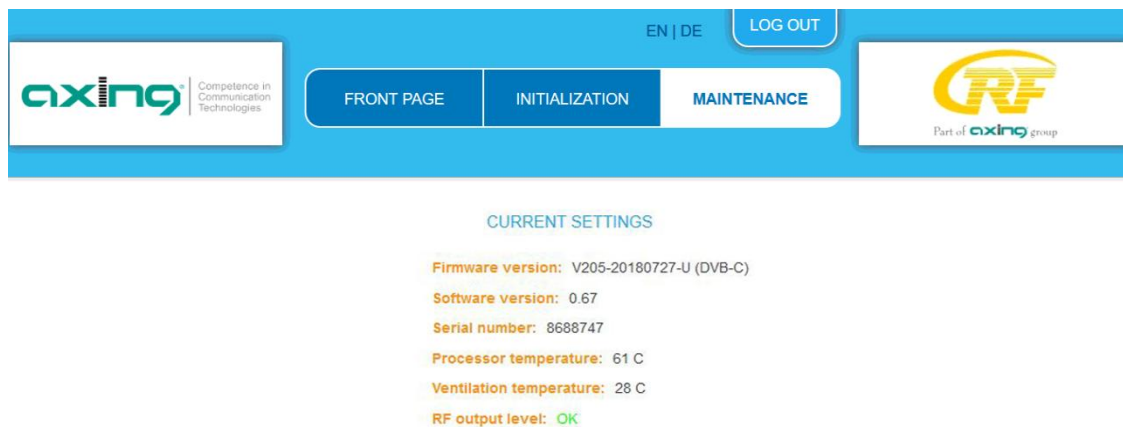 EN | DE
LOG OUT
axing®
Competence in
Communication
Technologies
FRONT PAGE
INITIALIZATION
MAINTENANCE
RF
Part of axing group
CURRENT SETTINGS
Firmware version: V205-20180727-U (DVB-C)
Software version: 0.67
Serial number: 8688747
Processor temperature: 61 C
Ventilation temperature: 28 C
RF output level: OK